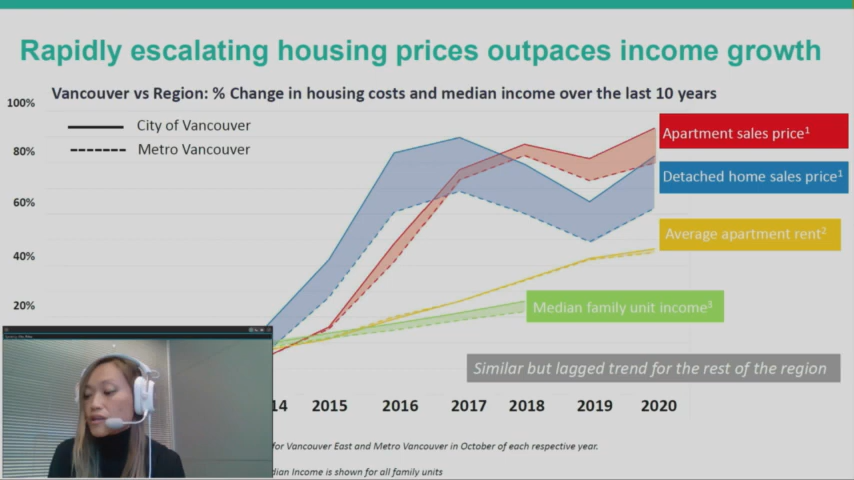 Rapidly escalating housing prices outpaces income growth
Vancouver vs Region: % Change in housing costs and median income over the last 10 years
100%
City of Vancouver
Apartment sales price1
80%
Metro Vancouver
Detached home sales price1
60%
Average apartment rent2
40%
20%
Median family unit income3
Similar but lagged trend for the rest of the region
14 2015 2016 2017 2018 2019 2020
for Vancouver East and Metro Vancouver in October of each respective year.
dian Income is shown for all family units